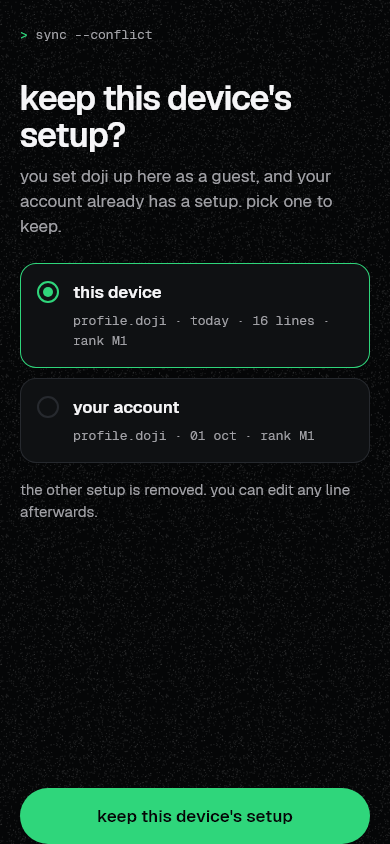 > sync --conflict
keep this device's
setup?
you set doji up here as a guest, and your
account already has a setup. pick one to
keep.
this device
profile.doji · today · 16 lines ·
rank M1
your account
profile.doji · 01 oct · rank M1
the other setup is removed. you can edit any line
afterwards.
keep this device's setup